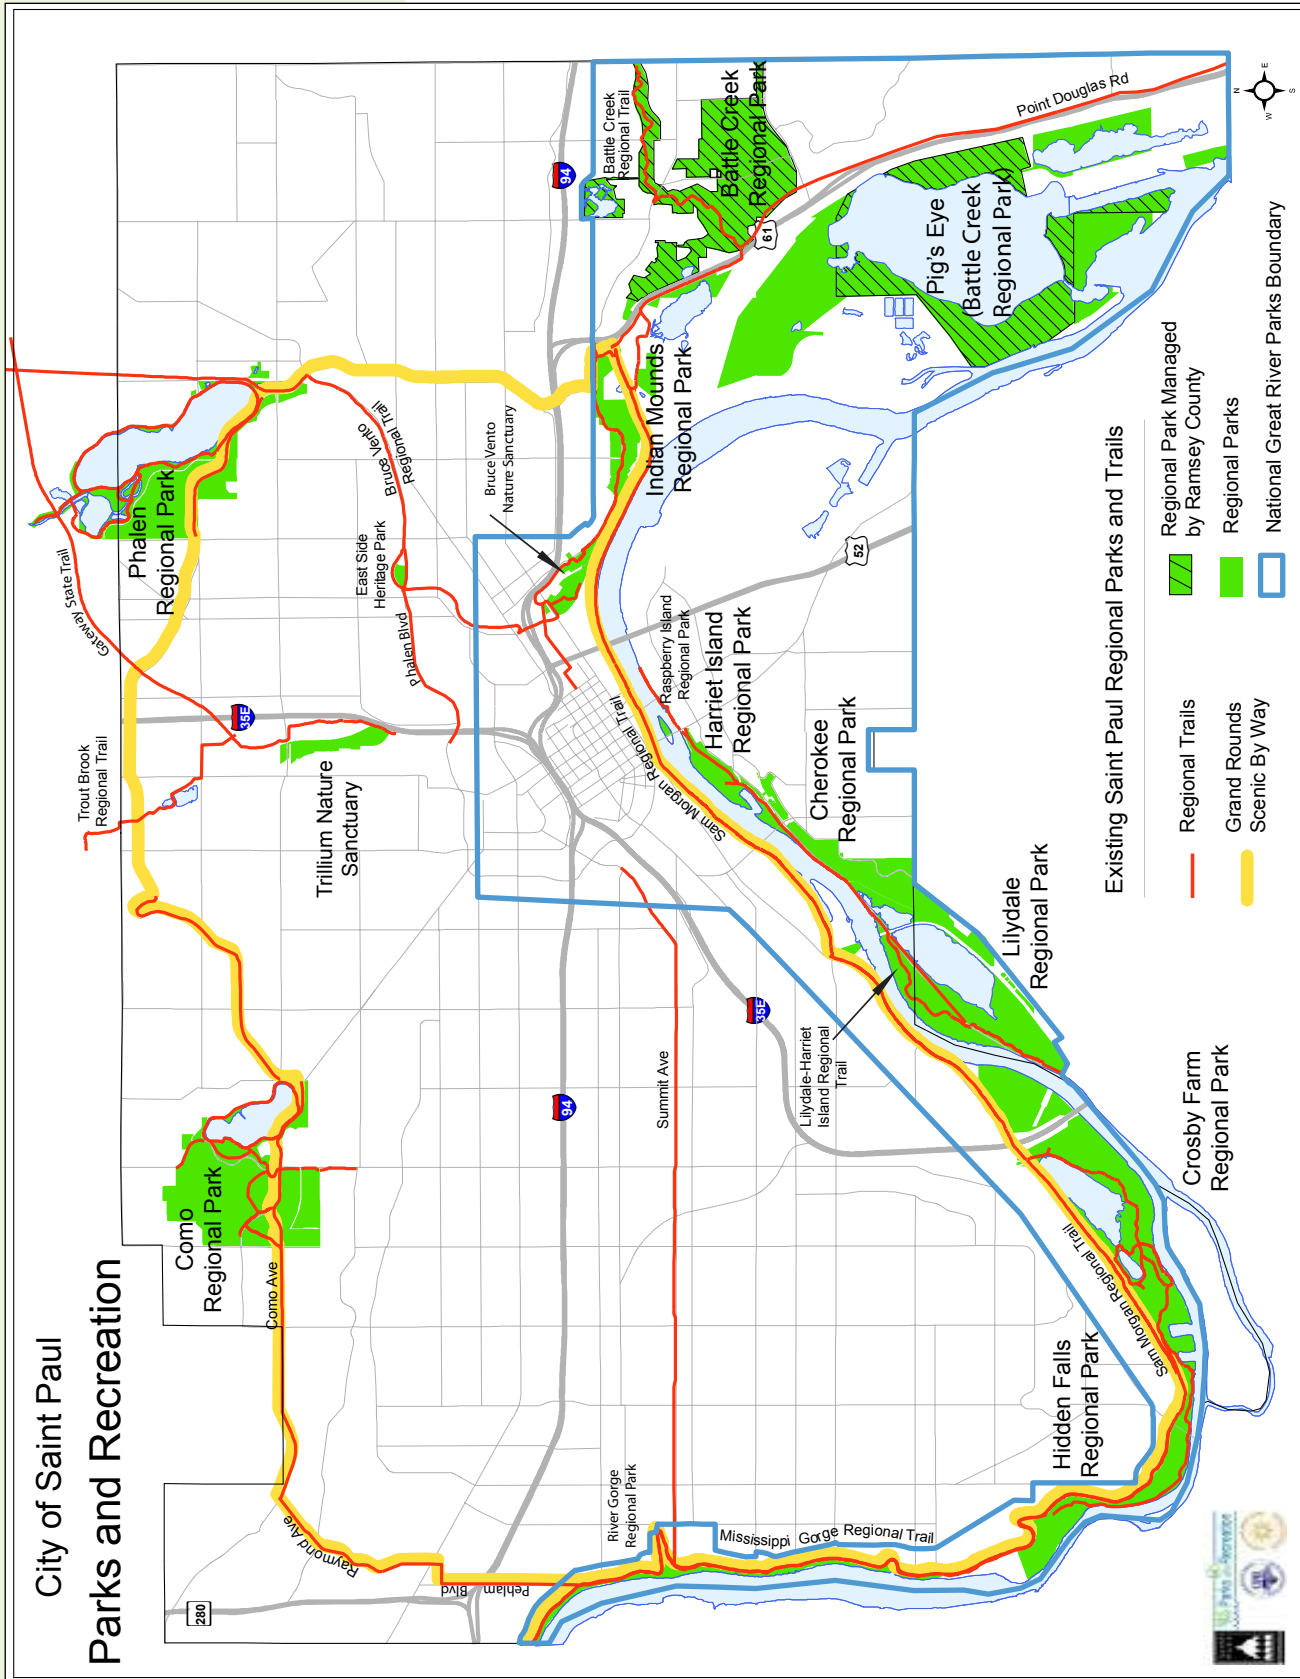 City of Saint Paul
Parks and Recreation
280
Raymond Ave
Pehlam
Blvd
Como Ave
Como
Regional Park
Trout Brook
Regional Trail
Gateway State Trail
Phalen
Regional Park
35E
Trillium Nature
Sanctuary
East Side
Heritage Park
Phalen Blvd
Bruce Vento
Regional Trail
Bruce Vento
Nature Sanctuary
94
94
Battle Creek
Regional Trail
Battle Creek
Regional Park
61
Point Douglas Rd
Indian Mounds
Regional Park
Pig's Eye
(Battle Creek
Regional Park)
52
Raspberry Island
Regional Park
Harriet Island
Regional Park
Sam Morgan Regional Trail
Cherokee
Regional Park
Lilydale
Regional Park
35E
Summit Ave
Lilydale-Harriet
Island Regional
Trail
River Gorge
Regional Park
Mississippi Gorge Regional Trail
Hidden Falls
Regional Park
Sam Morgan Regional Trail
Crosby Farm
Regional Park
Existing Saint Paul Regional Parks and Trails
Regional Trails
Grand Rounds
Scenic By Way
Regional Park Managed
by Ramsey County
Regional Parks
National Great River Parks Boundary
N
E
S
W